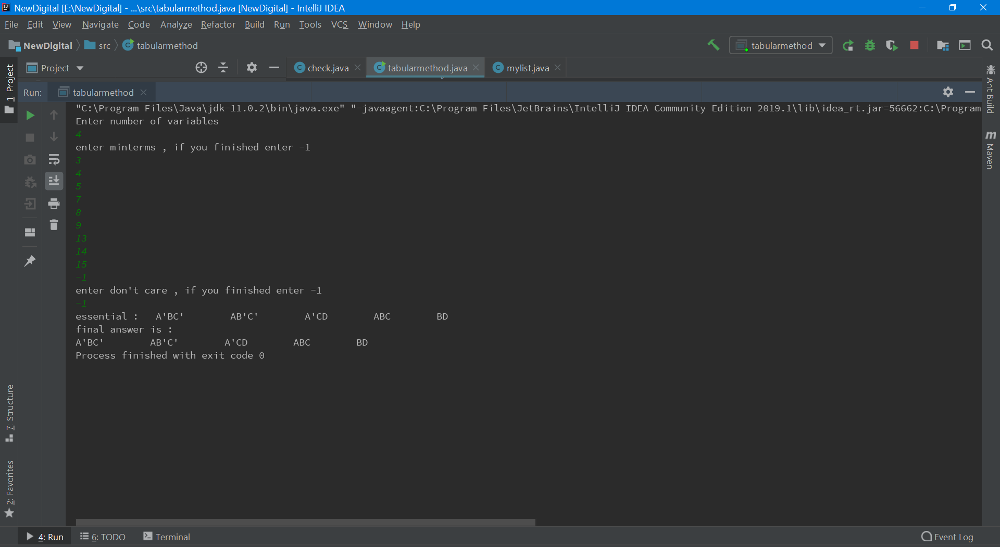 NewDigital [E:\NewDigital] - ...\src\tabularmethod.java [NewDigital] - IntelliJ IDEA
File Edit View Navigate Code Analyze Refactor Build Run Tools VCS Window Help
NewDigital src tabularmethod tabularmethod
Project check.java tabularmethod.java mylist.java
Run: tabularmethod
"C:\Program Files\Java\jdk-11.0.2\bin\java.exe" "-javaagent:C:\Program Files\JetBrains\IntelliJ IDEA Community Edition 2019.1\lib\idea_rt.jar=56662:C:\Program
Enter number of variables
4
enter minterms , if you finished enter -1
3
4
5
7
8
9
13
14
15
-1
enter don't care , if you finished enter -1
-1
essential :   A'BC'        AB'C'        A'CD        ABC        BD
final answer is :
A'BC'        AB'C'        A'CD        ABC        BD
Process finished with exit code 0
1: Project
7: Structure
2: Favorites
Ant Build
m Maven
4: Run 6: TODO Terminal Event Log